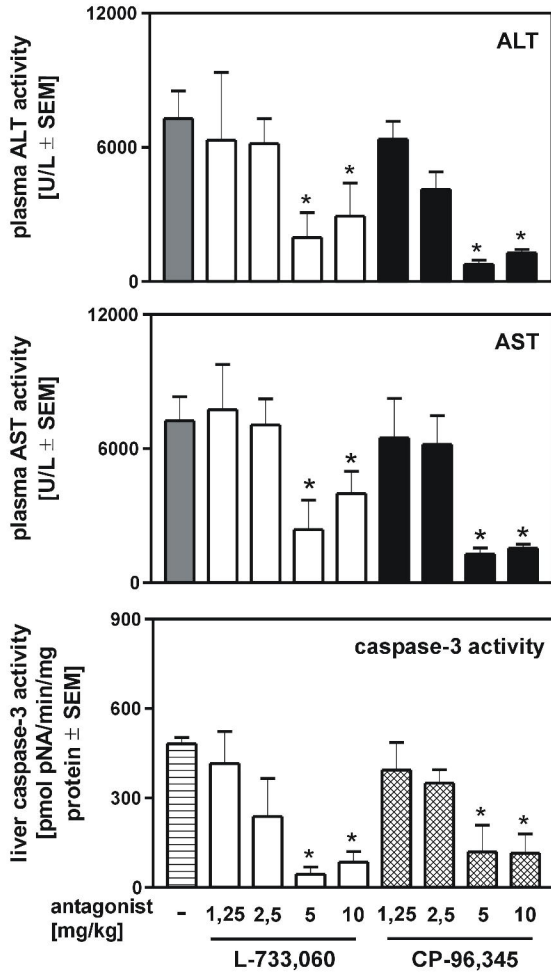 12000
ALT
plasma ALT activity
[U/L ± SEM]
6000
* * * *
0
12000
AST
plasma AST activity
[U/L ± SEM]
6000
* * * *
0
900
caspase-3 activity
liver caspase-3 activity
[pmol pNA/min/mg
protein ± SEM]
600
300
* * * *
0
antagonist
[mg/kg]
- 1,25 2,5 5 10 1,25 2,5 5 10
L-733,060 CP-96,345